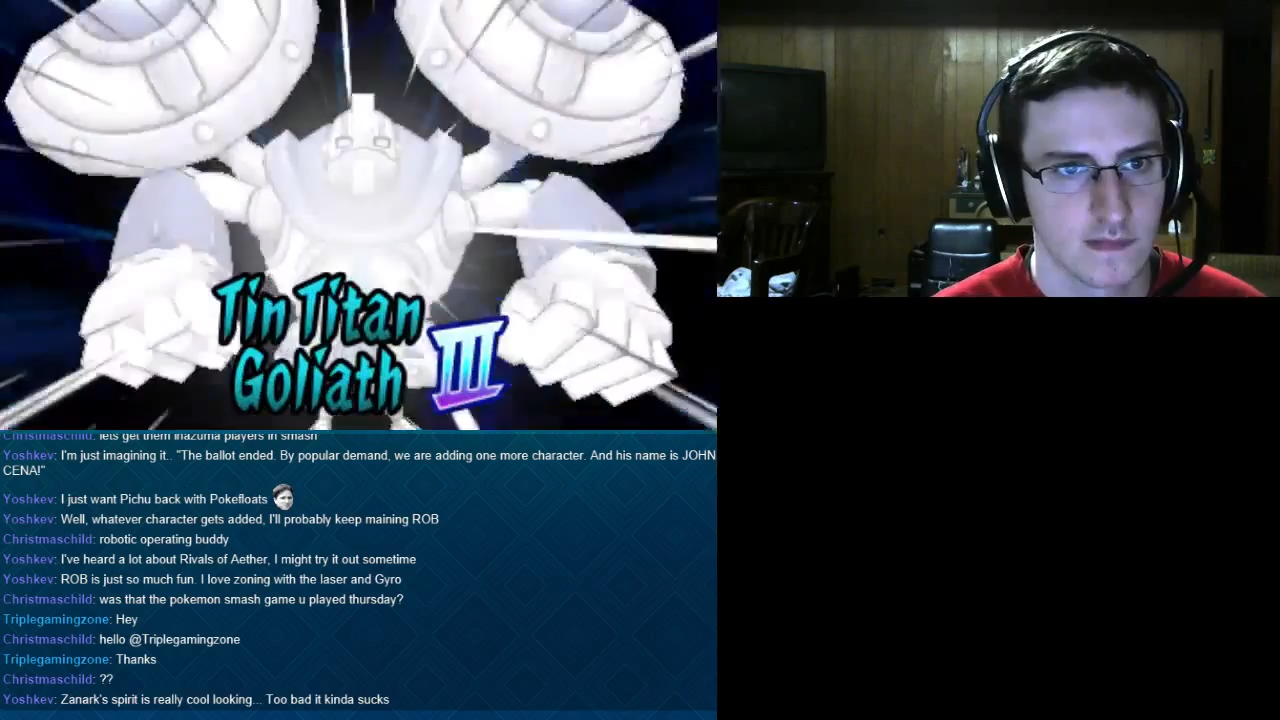 Tin Titan
Goliath III
Christmaschild: lets get them inazuma players in smash
Yoshkev: I'm just imagining it.. "The ballot ended. By popular demand, we are adding one more character. And his name is JOHN
CENA!"
Yoshkev: I just want Pichu back with Pokefloats
Yoshkev: Well, whatever character gets added, I'll probably keep maining ROB
Christmaschild: robotic operating buddy
Yoshkev: I've heard a lot about Rivals of Aether, I might try it out sometime
Yoshkev: ROB is just so much fun. I love zoning with the laser and Gyro
Christmaschild: was that the pokemon smash game u played thursday?
Triplegamingzone: Hey
Christmaschild: hello @Triplegamingzone
Triplegamingzone: Thanks
Christmaschild: ??
Yoshkev: Zanark's spirit is really cool looking... Too bad it kinda sucks